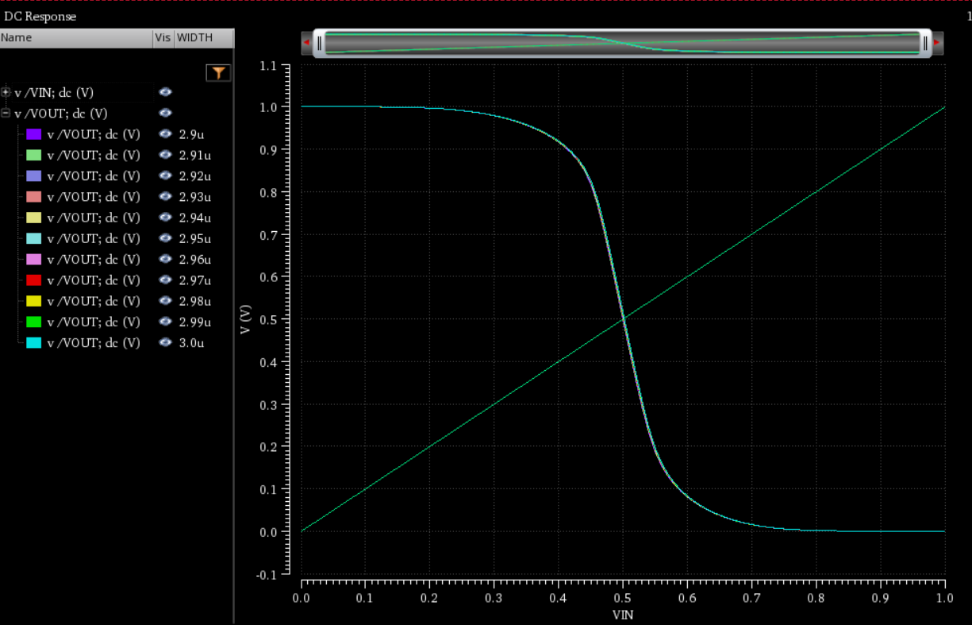 DC Response
1
Name Vis WIDTH
v /VIN; dc (V)
v /VOUT; dc (V)
v /VOUT; dc (V) 2.9u
v /VOUT; dc (V) 2.91u
v /VOUT; dc (V) 2.92u
v /VOUT; dc (V) 2.93u
v /VOUT; dc (V) 2.94u
v /VOUT; dc (V) 2.95u
v /VOUT; dc (V) 2.96u
v /VOUT; dc (V) 2.97u
v /VOUT; dc (V) 2.98u
v /VOUT; dc (V) 2.99u
v /VOUT; dc (V) 3.0u
1.1
1.0
0.9
0.8
0.7
0.6
0.5
0.4
0.3
0.2
0.1
0.0
-0.1
V (V)
0.0 0.1 0.2 0.3 0.4 0.5 0.6 0.7 0.8 0.9 1.0
VIN